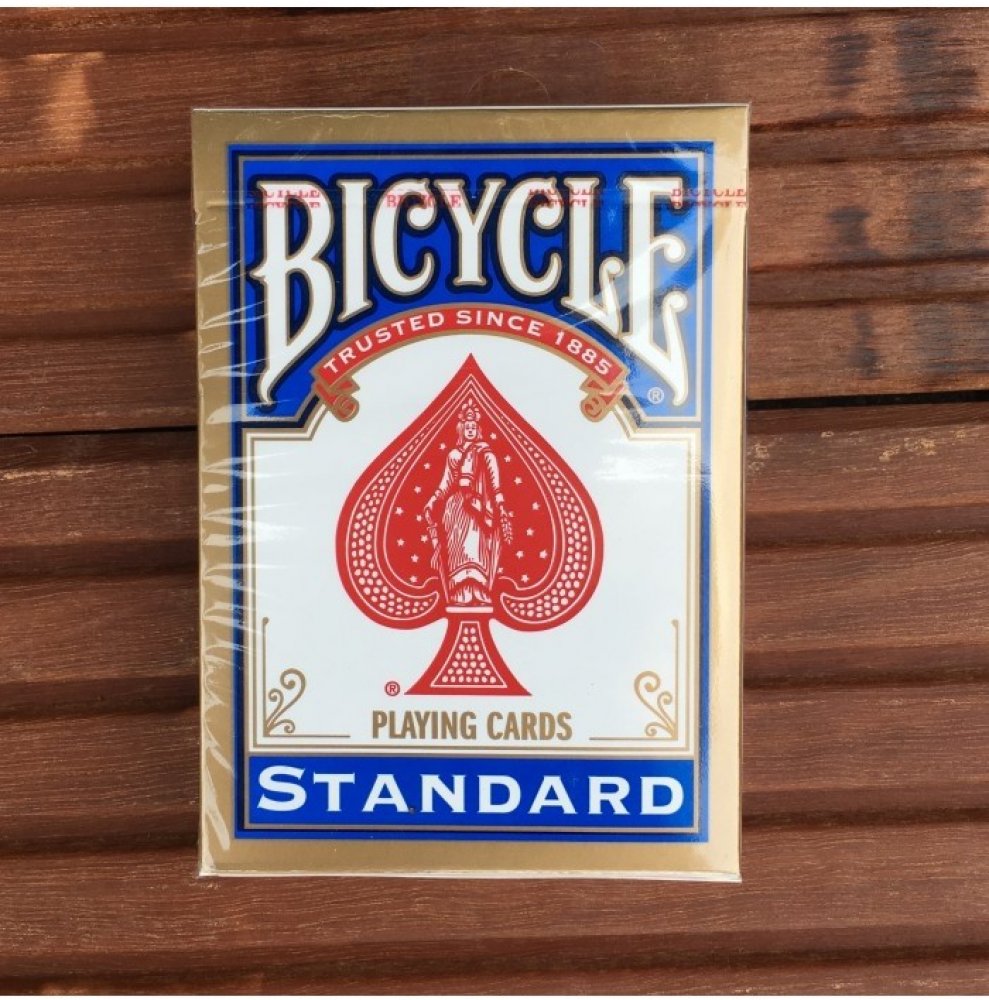 BICYCLE
TRUSTED SINCE 1885
®
®
PLAYING CARDS
STANDARD